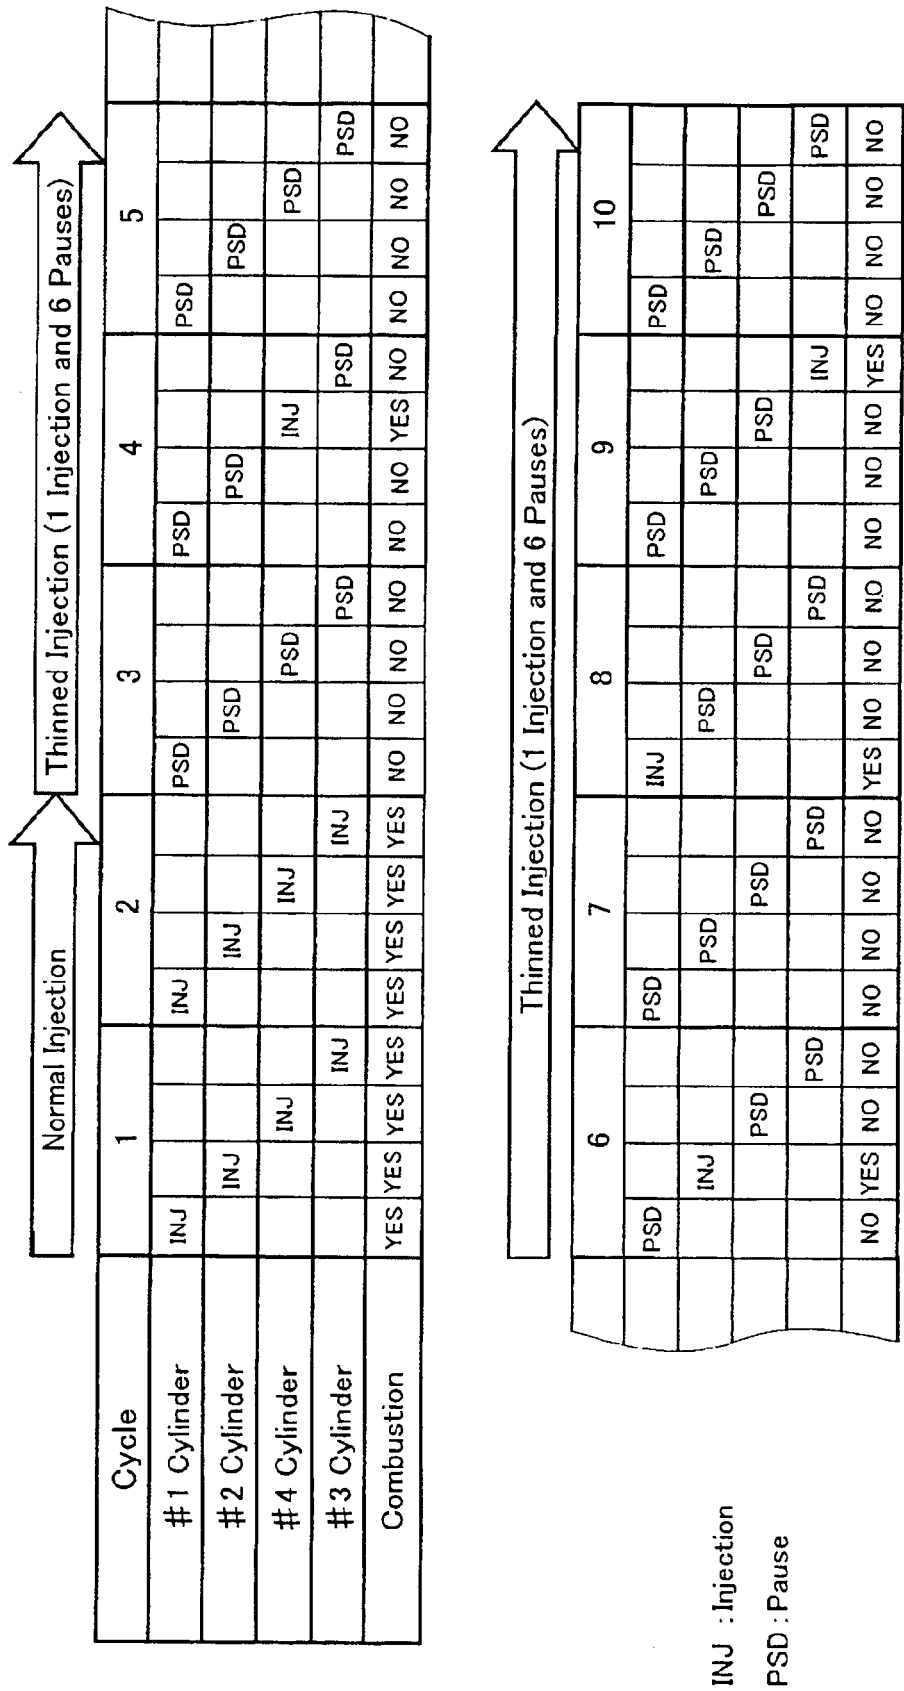 Normal Injection Thinned Injection (1 Injection and 6 Pauses)
Cycle 1 2 3 4 5
#1 Cylinder INJ INJ PSD PSD PSD
#2 Cylinder INJ INJ PSD PSD PSD
#4 Cylinder INJ INJ PSD INJ PSD
#3 Cylinder INJ INJ PSD PSD PSD
Combustion YES YES YES YES YES YES YES YES NO NO NO NO NO NO YES NO NO NO NO NO
Thinned Injection (1 Injection and 6 Pauses)
6 7 8 9 10
PSD PSD INJ PSD PSD
INJ PSD PSD PSD PSD
PSD PSD PSD PSD PSD
PSD PSD PSD INJ PSD
NO YES NO NO NO NO NO NO YES NO NO NO NO NO NO YES NO NO NO NO
INJ : Injection
PSD : Pause